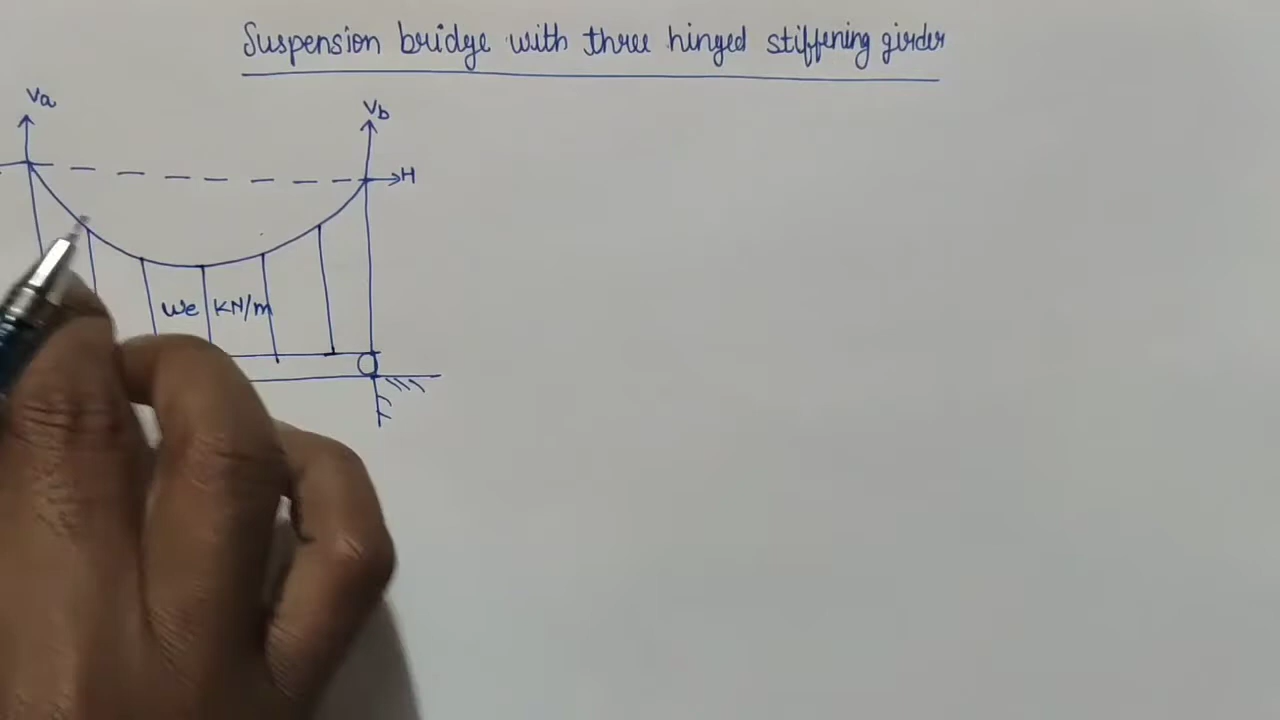 Suspension bridge with three hinged stiffening girder
Va
Vb
H
We KN/m